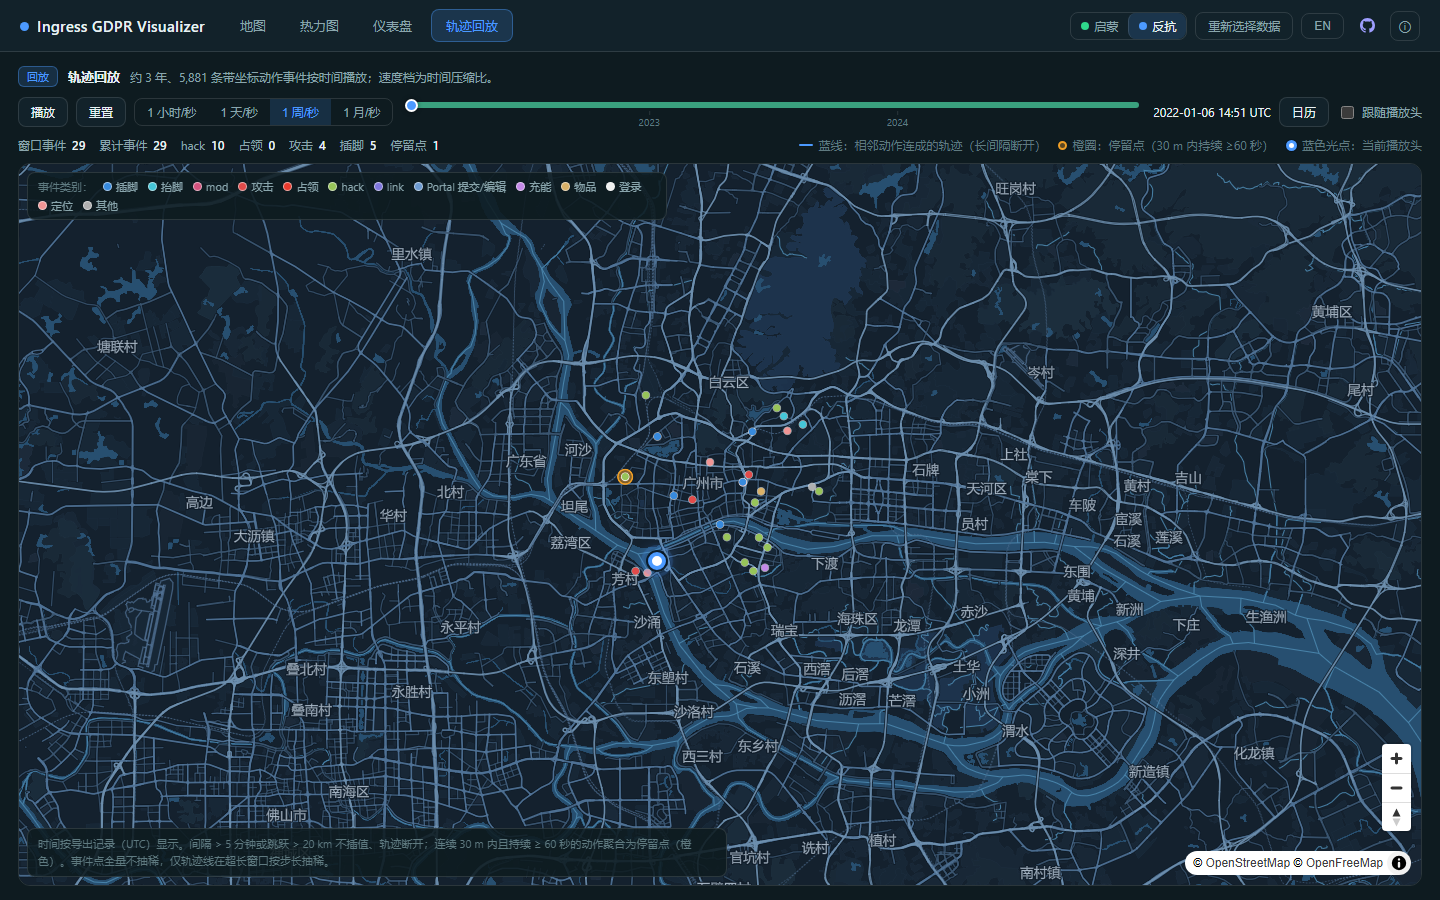 Ingress GDPR Visualizer 地图 热力图 仪表盘 轨迹回放 启蒙 反抗 重新选择数据 EN
回放 轨迹回放 约 3 年、5,881 条带坐标动作事件按时间播放；速度档为时间压缩比。
播放 重置 1 小时/秒 1 天/秒 1 周/秒 1 月/秒 2022-01-06 14:51 UTC 日历 跟随播放头
2023 2024
窗口事件 29 累计事件 29 hack 10 占领 0 攻击 4 插脚 5 停留点 1 蓝线：相邻动作连成的轨迹（长间隔断开） 橙圈：停留点（30 m 内持续 ≥60 秒） 蓝色光点：当前播放头
事件类别： 插脚 抬脚 mod 攻击 占领 hack link Portal 提交/编辑 充能 物品 登录
定位 其他
旺岗村
里水镇
黄埔区
塘联村
岑村
白云区
尾村
河沙
广东省
上社
石牌
棠下
吉山
广州市
黄村
天河区
北村
高边
坦尾
车陂
华村
宦溪
员村
大沥镇
荔湾区
石溪
莲溪
下渡
东围
芳村
黄埔
新洲
赤沙
生渔洲
海珠区
沙涌
下庄
龙潭
永平村
瑞宝
深井
土华
叠北村
石溪
西滘
后滘
东塱村
永胜村
小洲
沥滘
芒滘
叠南村
沙洛村
渭水
东乡村
西三村
化龙镇
新造镇
南海区
佛山市
植村
诜村
官坑村
南村镇
时间按导出记录（UTC）显示。间隔 > 5 分钟或跳跃 > 20 km 不插值、轨迹断开；连续 30 m 内且持续 ≥ 60 秒的动作聚合为停留点（橙
色）。事件点全量不抽稀，仅轨迹线在超长窗口按步长抽稀。
© OpenStreetMap © OpenFreeMap